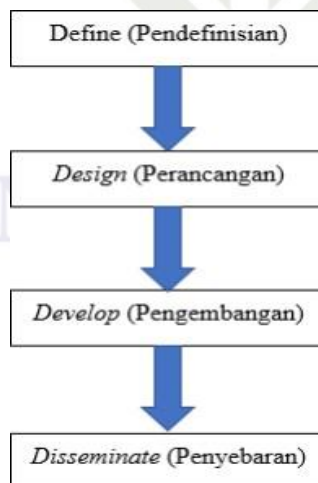 Define (Pendefinisian)
Design (Perancangan)
Develop (Pengembangan)
Disseminate (Penyebaran)